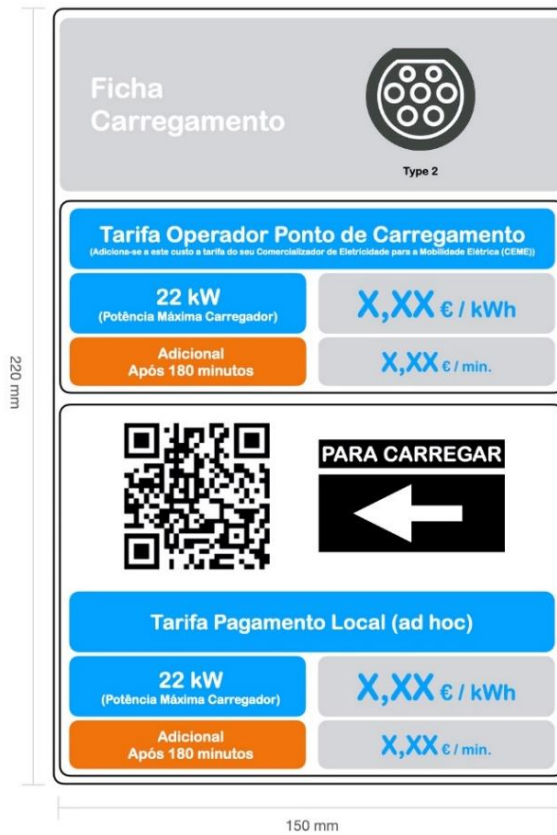 Ficha
Carregamento
Type 2
Tarifa Operador Ponto de Carregamento
(Adiciona-se a este custo a tarifa do seu Comercializador de Eletricidade para a Mobilidade Elétrica (CEME))
22 kW
(Potência Máxima Carregador)
X,XX € / kWh
Adicional
Após 180 minutos
X,XX € / min.
220 mm
PARA CARREGAR
Tarifa Pagamento Local (ad hoc)
22 kW
(Potência Máxima Carregador)
X,XX € / kWh
Adicional
Após 180 minutos
X,XX € / min.
150 mm